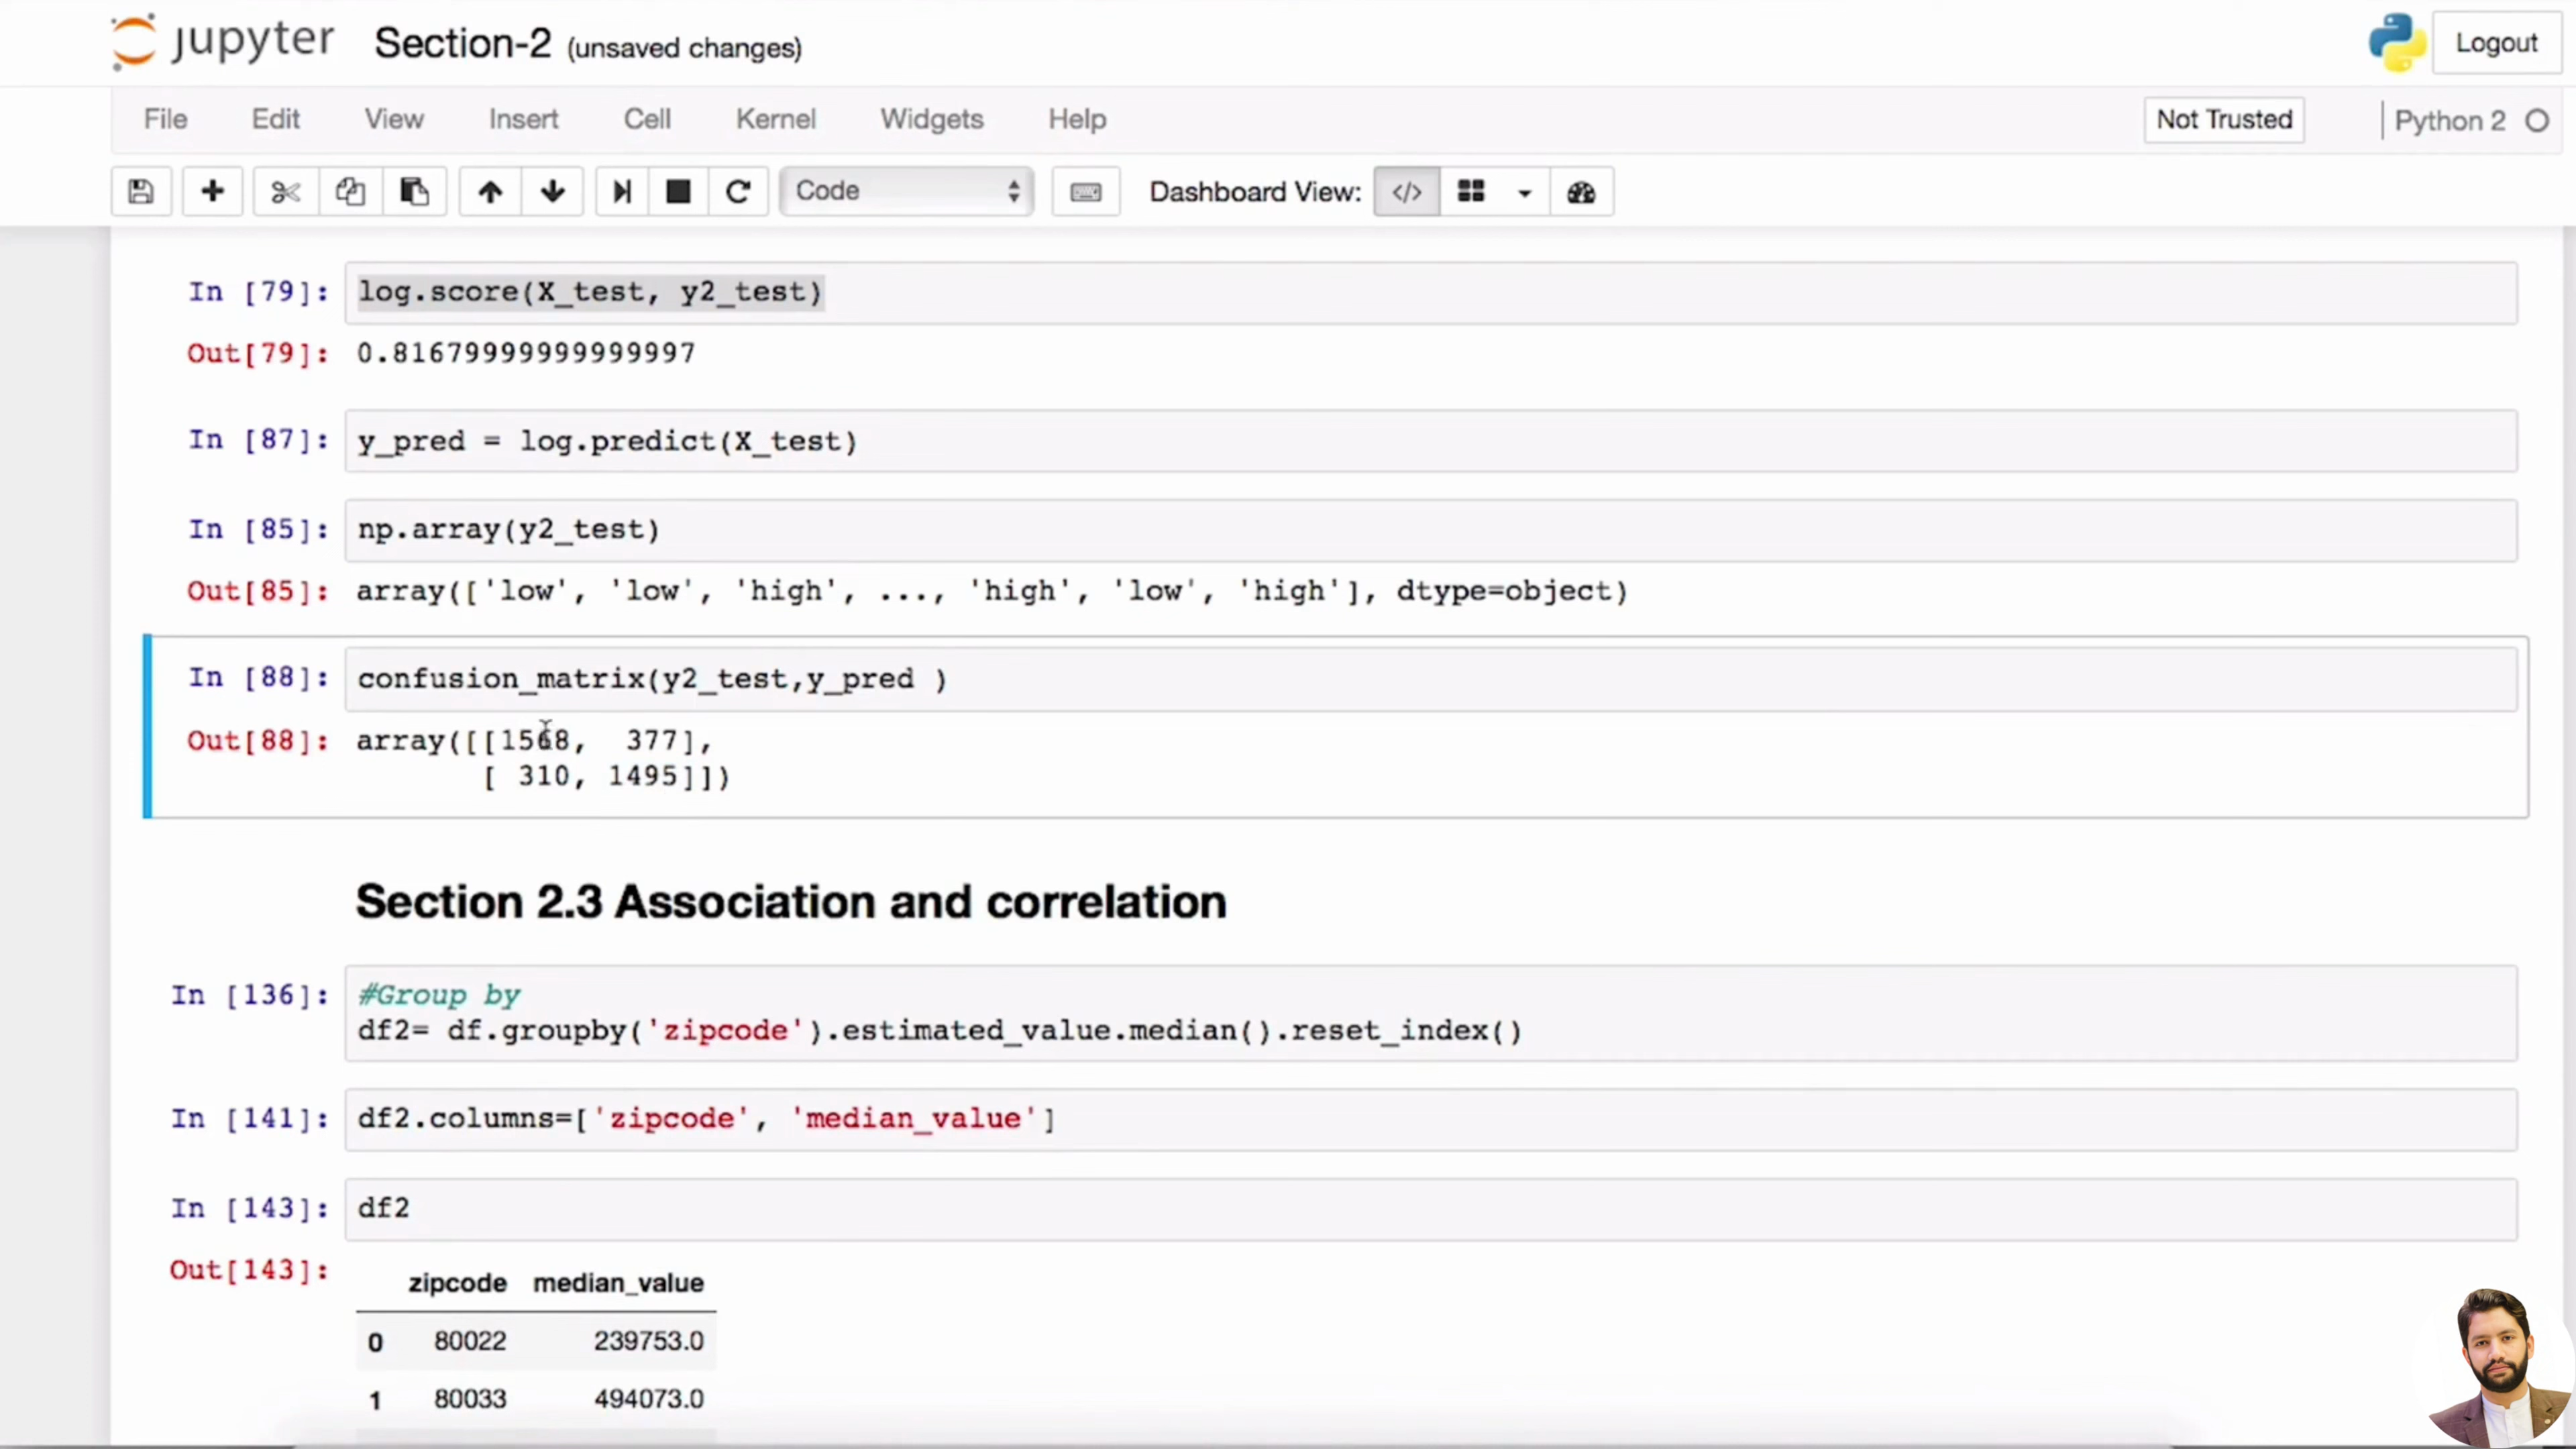 jupyter Section-2 (unsaved changes) Logout
File Edit View Insert Cell Kernel Widgets Help Not Trusted Python 2
Code Dashboard View: </>
In [79]: log.score(X_test, y2_test)
Out[79]: 0.81679999999999997
In [87]: y_pred = log.predict(X_test)
In [85]: np.array(y2_test)
Out[85]: array(['low', 'low', 'high', ..., 'high', 'low', 'high'], dtype=object)
In [88]: confusion_matrix(y2_test,y_pred )
Out[88]: array([[1568, 377],
[ 310, 1495]])
Section 2.3 Association and correlation
In [136]: #Group by
df2= df.groupby('zipcode').estimated_value.median().reset_index()
In [141]: df2.columns=['zipcode', 'median_value']
In [143]: df2
Out[143]:
zipcode median_value
0 80022 239753.0
1 80033 494073.0